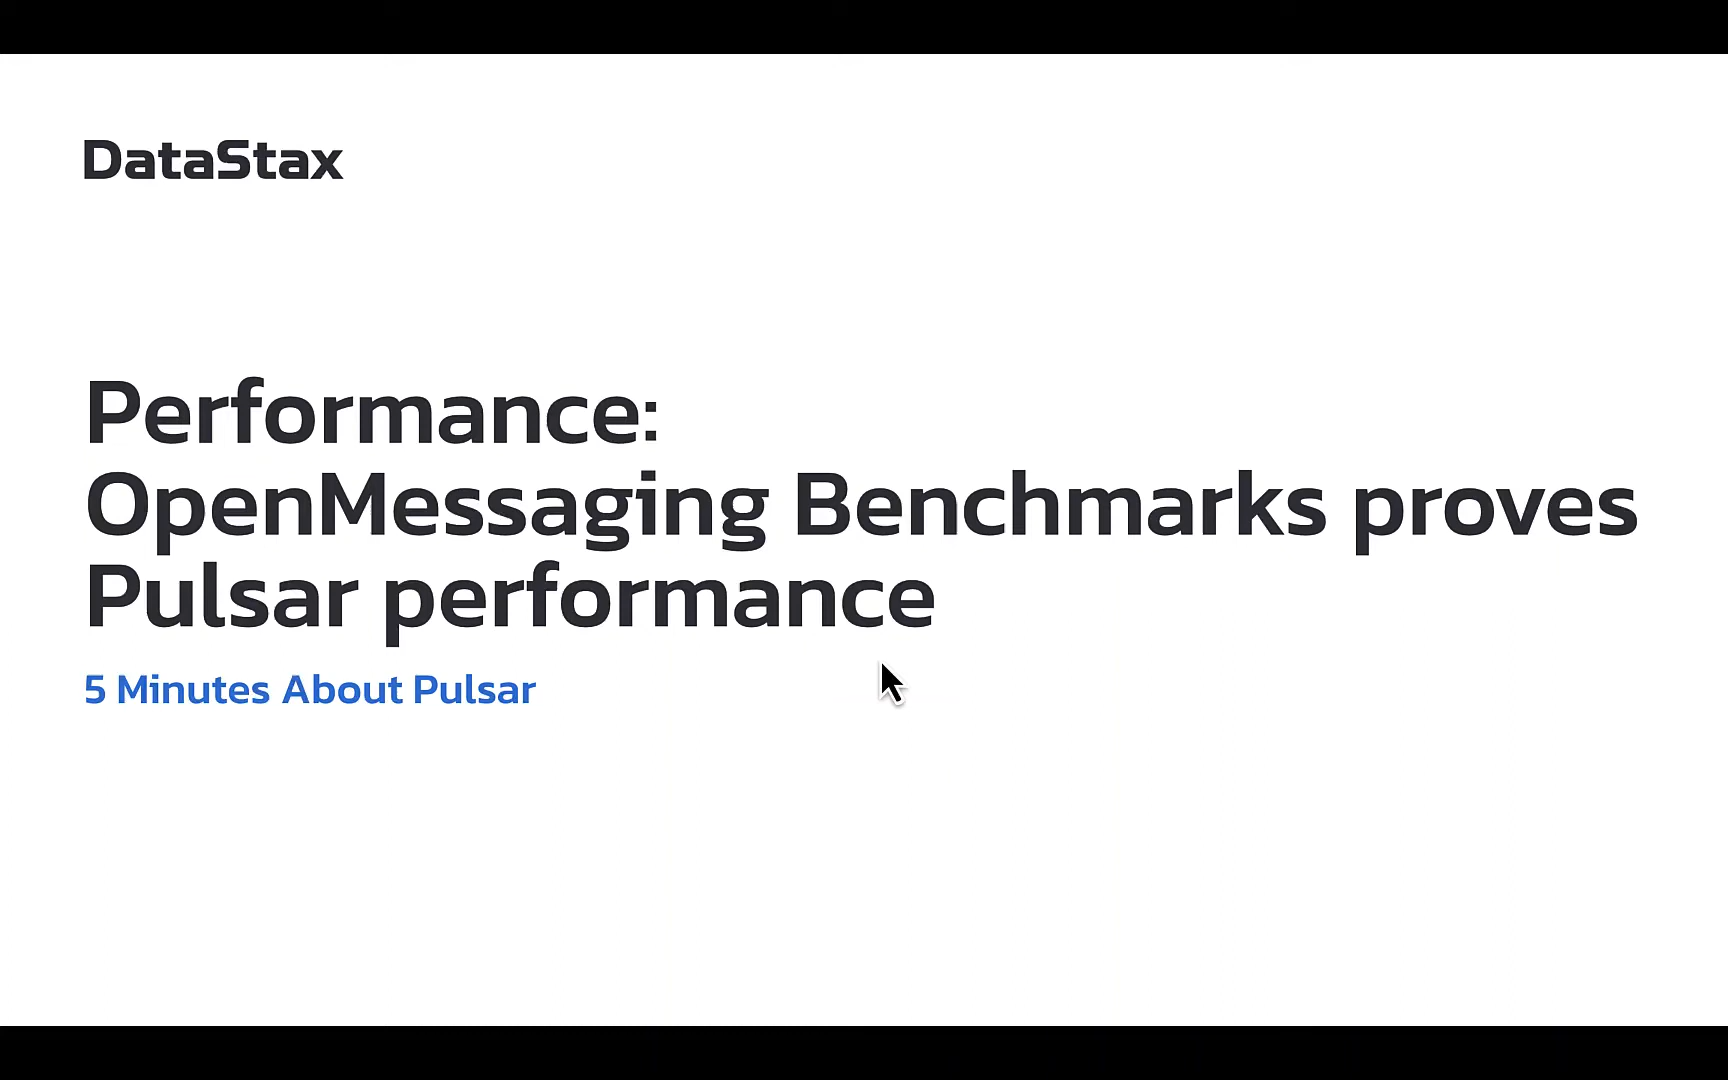 DataStax
Performance:
OpenMessaging Benchmarks proves
Pulsar performance
5 Minutes About Pulsar